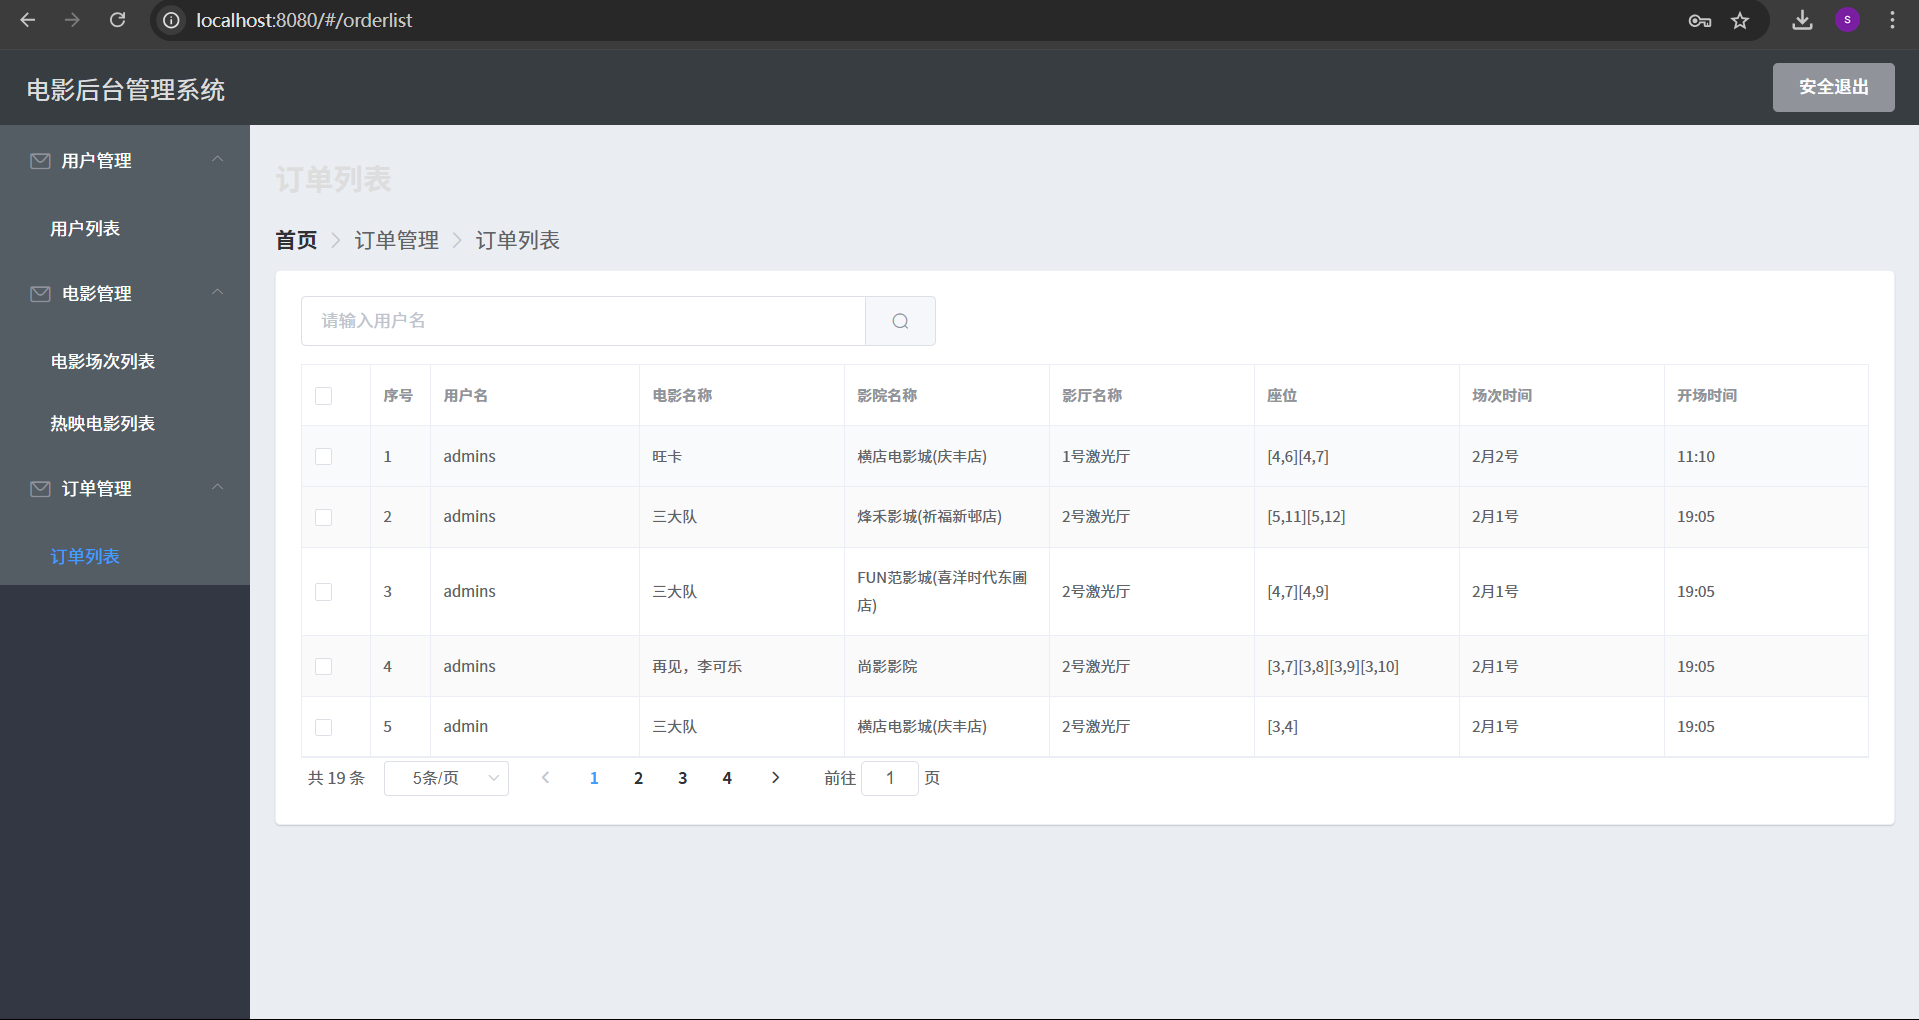 localhost:8080/#/orderlist
S
电影后台管理系统
安全退出
用户管理
用户列表
电影管理
电影场次列表
热映电影列表
订单管理
订单列表
订单列表
首页 订单管理 订单列表
请输入用户名
序号 用户名 电影名称 影院名称 影厅名称 座位 场次时间 开场时间
1 admins 旺卡 横店电影城(庆丰店) 1号激光厅 [4,6][4,7] 2月2号 11:10
2 admins 三大队 烽禾影城(祈福新邨店) 2号激光厅 [5,11][5,12] 2月1号 19:05
3 admins 三大队 FUN范影城(喜洋时代东圃
店) 2号激光厅 [4,7][4,9] 2月1号 19:05
4 admins 再见，李可乐 尚影影院 2号激光厅 [3,7][3,8][3,9][3,10] 2月1号 19:05
5 admin 三大队 横店电影城(庆丰店) 2号激光厅 [3,4] 2月1号 19:05
共 19 条 5条/页 1 2 3 4 前往 1 页